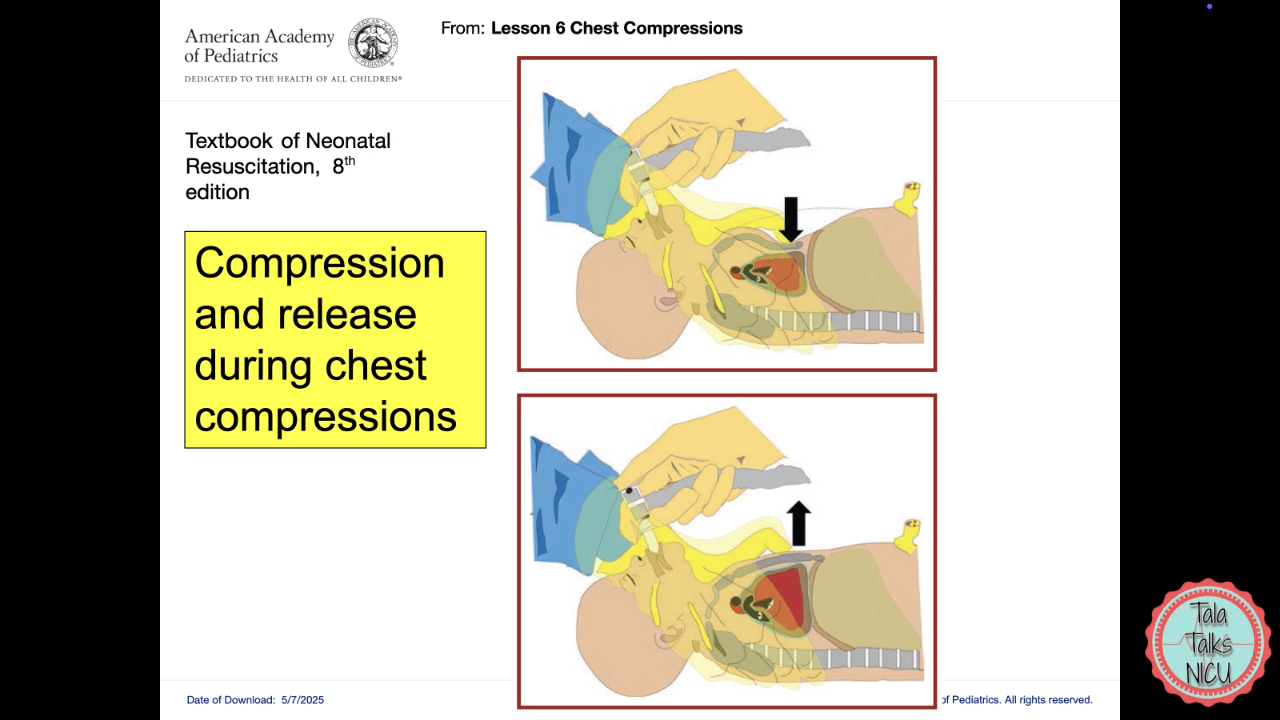 American Academy
of Pediatrics
DEDICATED TO THE HEALTH OF ALL CHILDREN®
From: Lesson 6 Chest Compressions
Textbook of Neonatal
Resuscitation, 8th
edition
Compression
and release
during chest
compressions
Date of Download: 5/7/2025
of Pediatrics. All rights reserved.
Tala
Talks
NICU